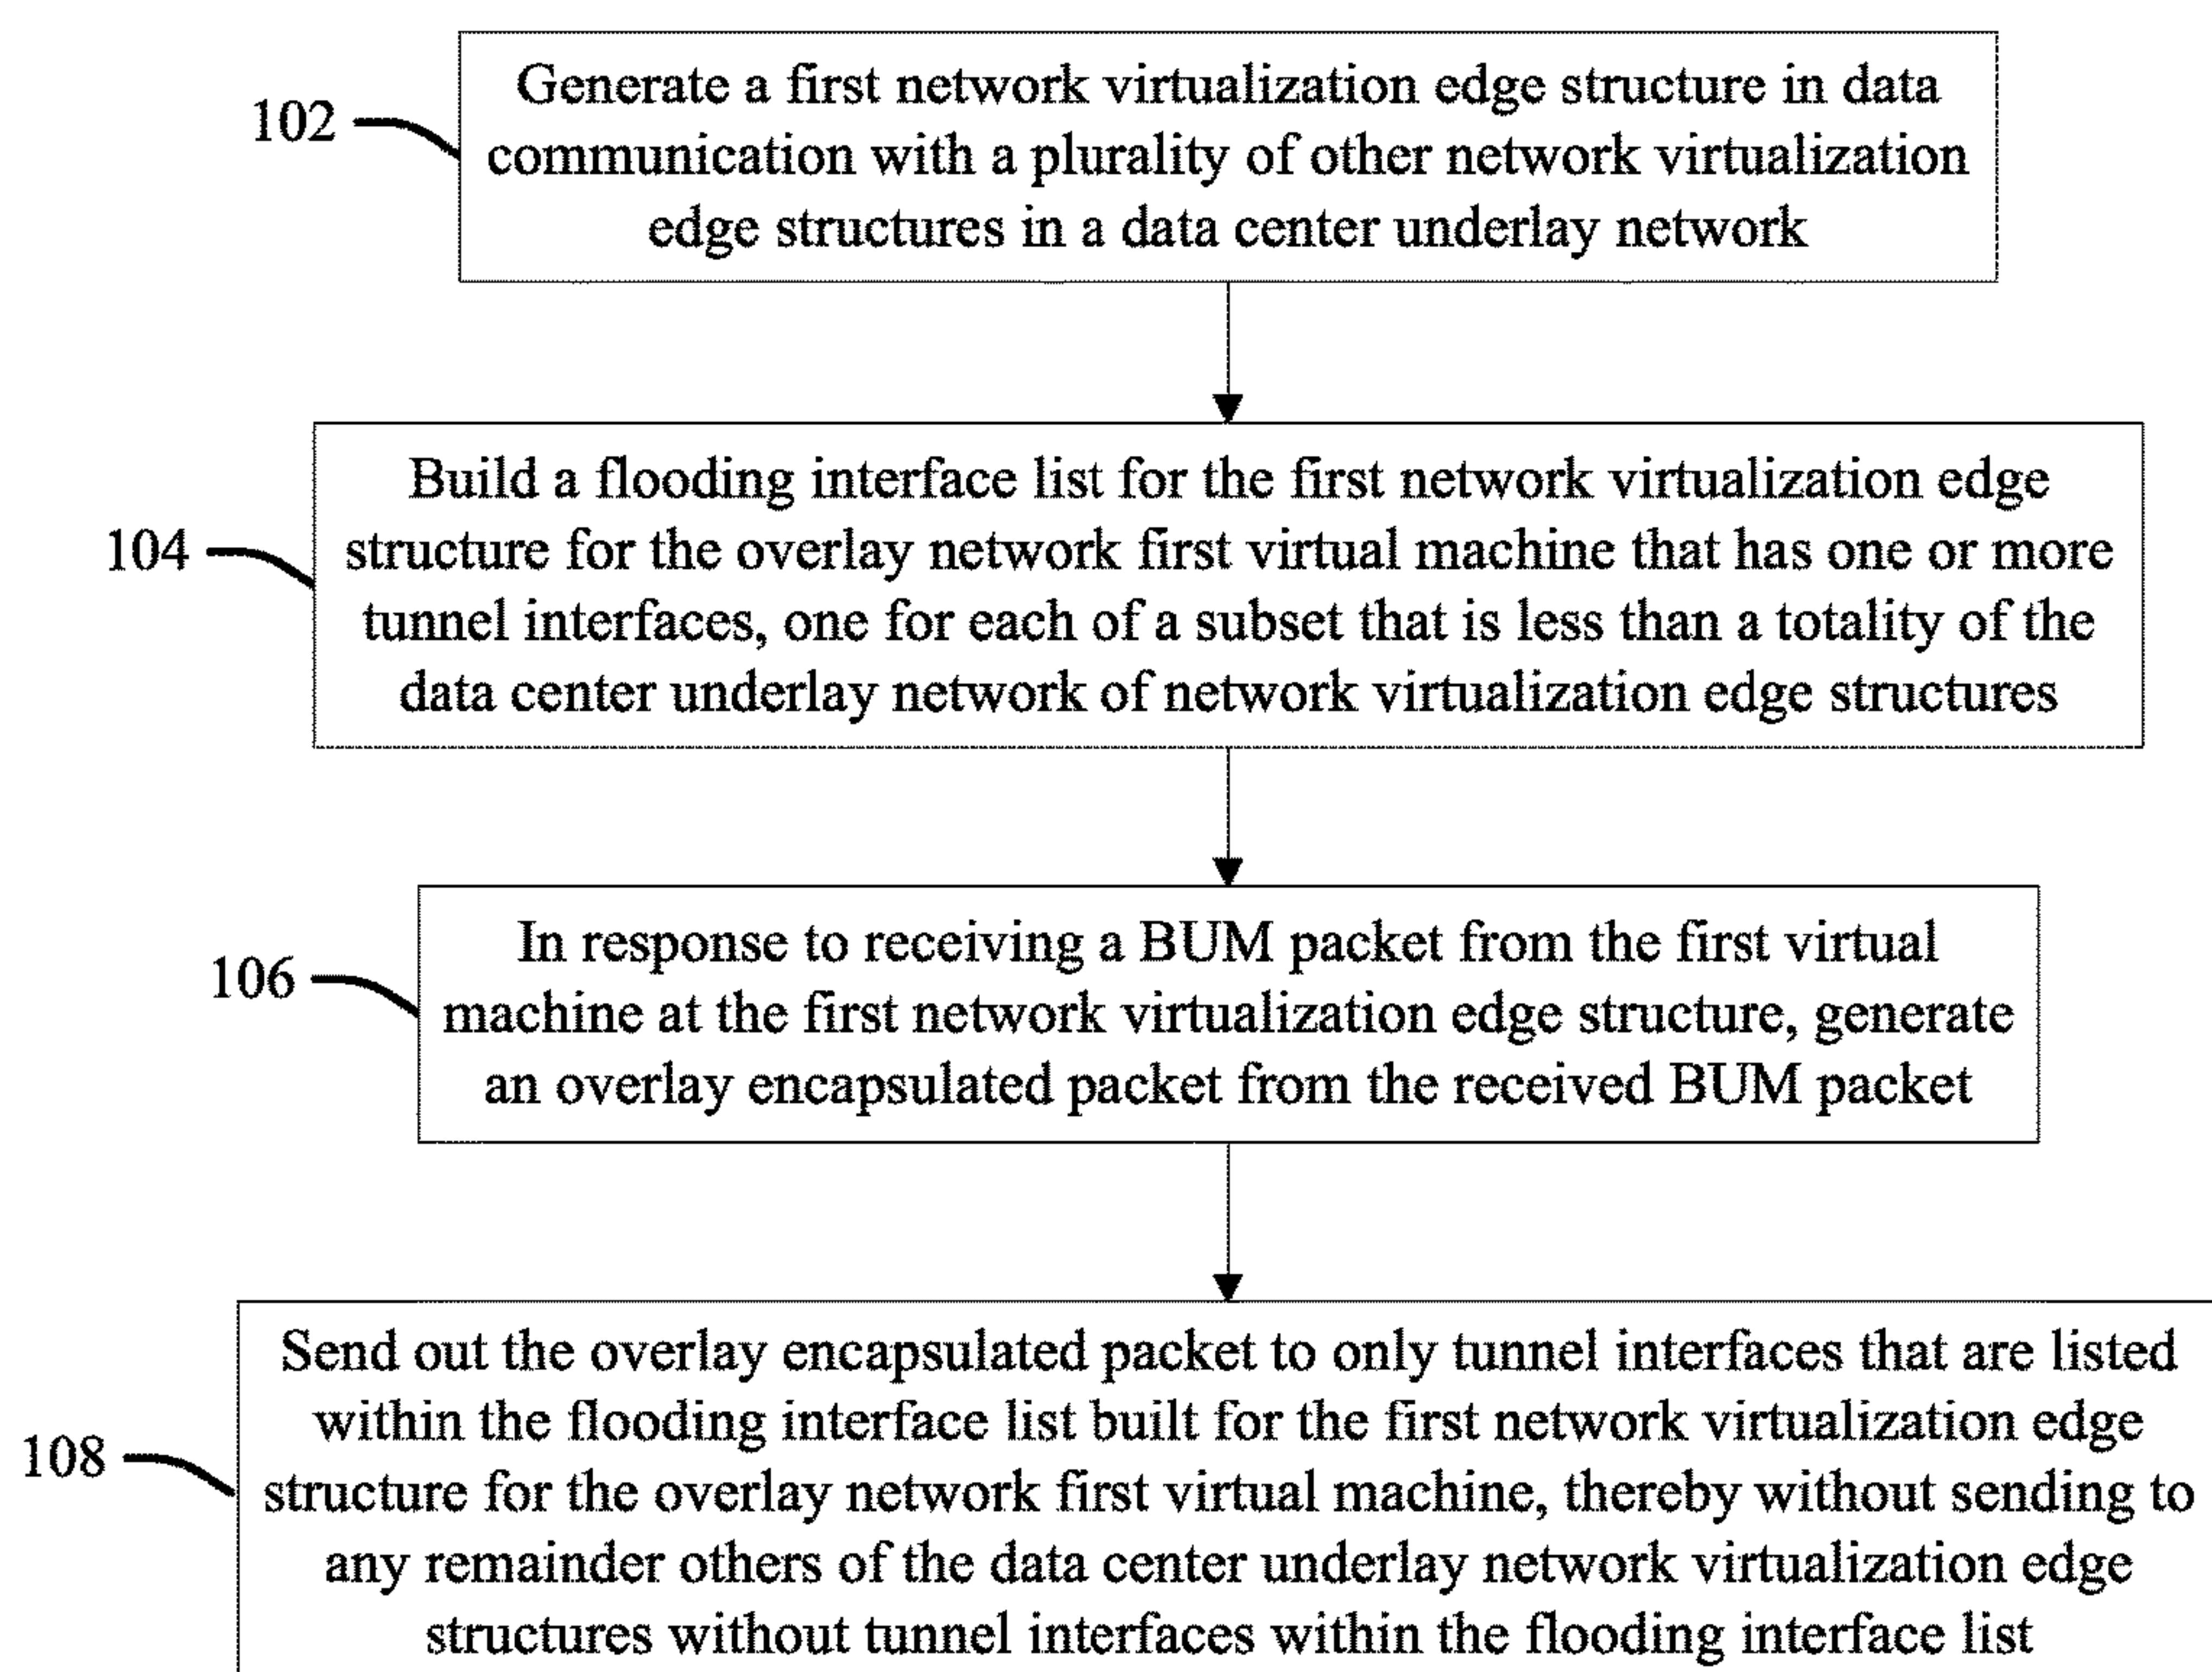 102
Generate a first network virtualization edge structure in data
communication with a plurality of other network virtualization
edge structures in a data center underlay network
104
Build a flooding interface list for the first network virtualization edge
structure for the overlay network first virtual machine that has one or more
tunnel interfaces, one for each of a subset that is less than a totality of the
data center underlay network of network virtualization edge structures
106
In response to receiving a BUM packet from the first virtual
machine at the first network virtualization edge structure, generate
an overlay encapsulated packet from the received BUM packet
108
Send out the overlay encapsulated packet to only tunnel interfaces that are listed
within the flooding interface list built for the first network virtualization edge
structure for the overlay network first virtual machine, thereby without sending to
any remainder others of the data center underlay network virtualization edge
structures without tunnel interfaces within the flooding interface list